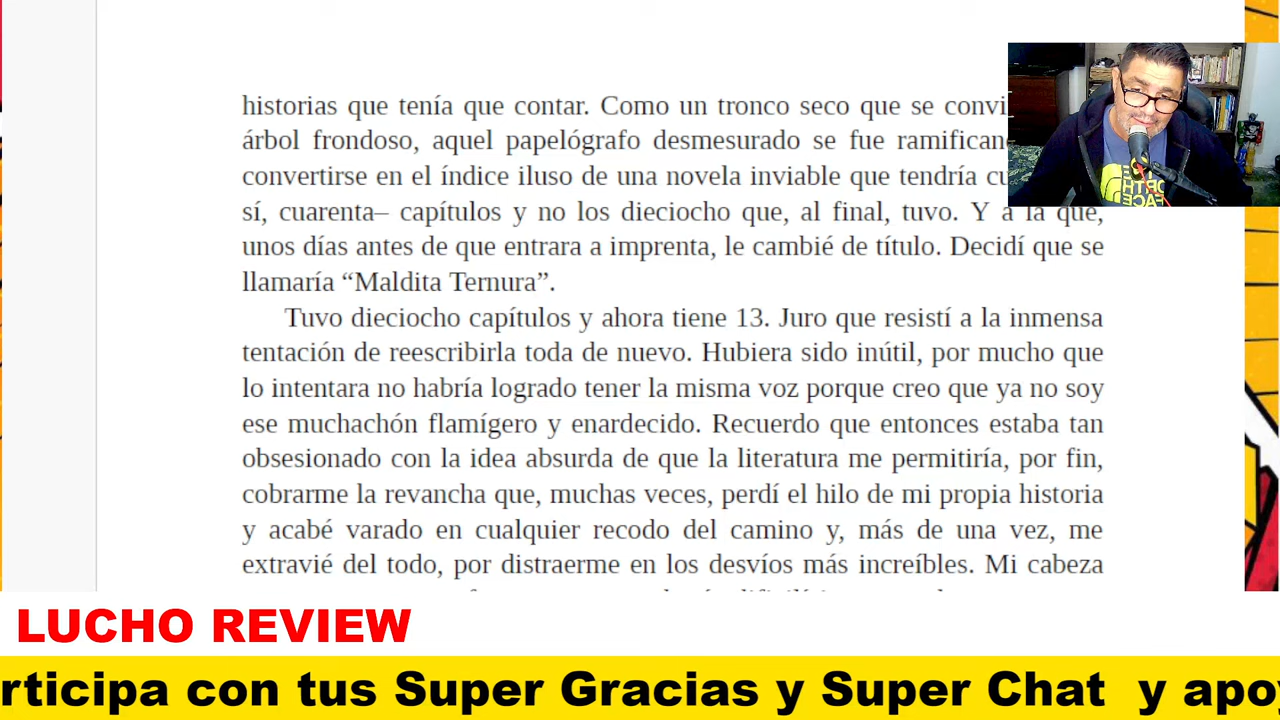 historias que tenía que contar. Como un tronco seco que se
árbol frondoso, aquel papelógrafo desmesurado se fue
convertirse en el índice iluso de una novela inviable que tendría
sí, cuarenta– capítulos y no los dieciocho que, al final, tuvo. Y a la que,
unos días antes de que entrara a imprenta, le cambié de título. Decidí que se
llamaría “Maldita Ternura”.
Tuvo dieciocho capítulos y ahora tiene 13. Juro que resistí a la inmensa
tentación de reescribirla toda de nuevo. Hubiera sido inútil, por mucho que
lo intentara no habría logrado tener la misma voz porque creo que ya no soy
ese muchachón flamígero y enardecido. Recuerdo que entonces estaba tan
obsesionado con la idea absurda de que la literatura me permitiría, por fin,
cobrarme la revancha que, muchas veces, perdí el hilo de mi propia historia
y acabé varado en cualquier recodo del camino y, más de una vez, me
extravié del todo, por distraerme en los desvíos más increíbles. Mi cabeza
LUCHO REVIEW
rticipa con tus Super Gracias y Super Chat y apoy